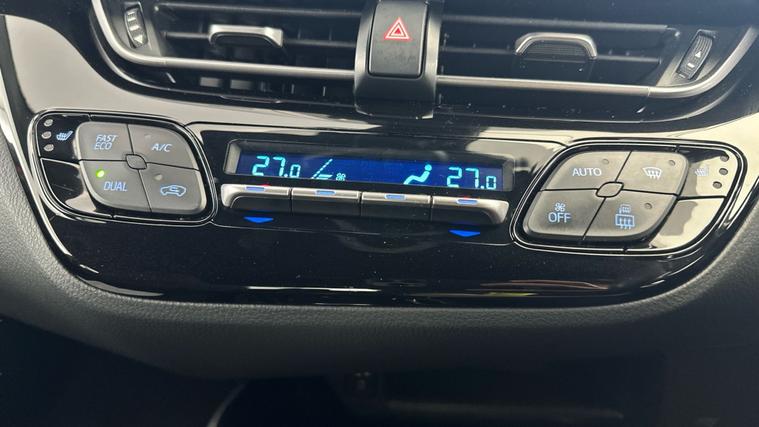 FAST
ECO
A/C
DUAL
27.0
27.0
AUTO
OFF